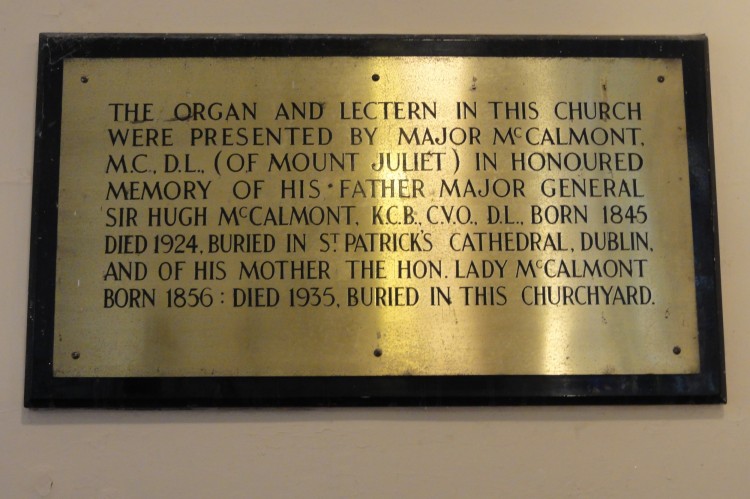 THE ORGAN AND LECTERN IN THIS CHURCH
WERE PRESENTED BY MAJOR McCALMONT,
M.C., D.L., (OF MOUNT JULIET) IN HONOURED
MEMORY OF HIS FATHER MAJOR GENERAL
SIR HUGH McCALMONT, K.C.B., C.V.O., D.L., BORN 1845
DIED 1924, BURIED IN ST PATRICK'S CATHEDRAL, DUBLIN,
AND OF HIS MOTHER THE HON. LADY McCALMONT
BORN 1856 : DIED 1935, BURIED IN THIS CHURCHYARD.